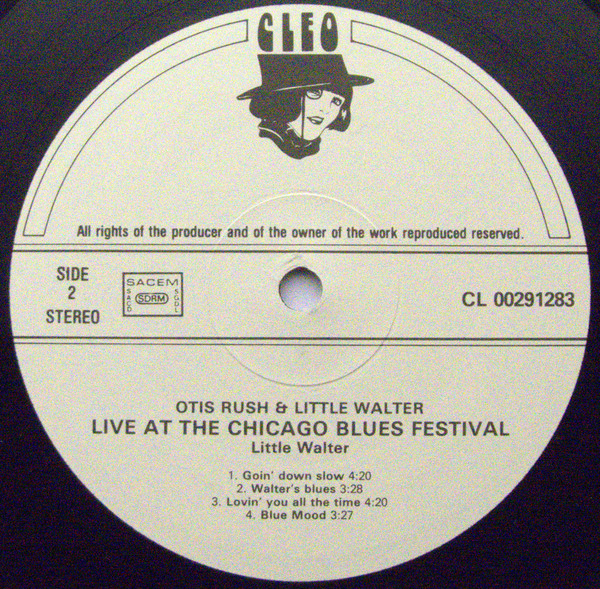 CLEO
All rights of the producer and of the owner of the work reproduced reserved.
SIDE
2
STEREO
SACEM
SACD
SDRM
SGDL
CL 00291283
OTIS RUSH & LITTLE WALTER
LIVE AT THE CHICAGO BLUES FESTIVAL
Little Walter
1. Goin' down slow 4:20
2. Walter's blues 3:28
3. Lovin' you all the time 4:20
4. Blue Mood 3:27